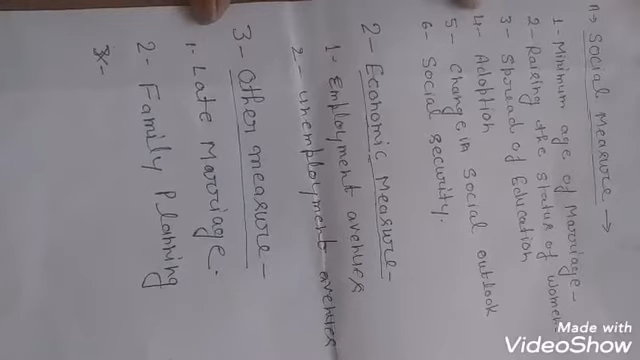 A→ Social Measure →
1- Minimum age of Marriage-
2- Raising the Status of Women-
3- Spread of Education
4- Adoption
5- Change in Social outlook
6- Social Security.
2- Economic Measure-
1- Employment avenues
2- unemployment avenues
3- Other measure-
1. Late Marriage.
2- Family Planning
3-
Made with
VideoShow